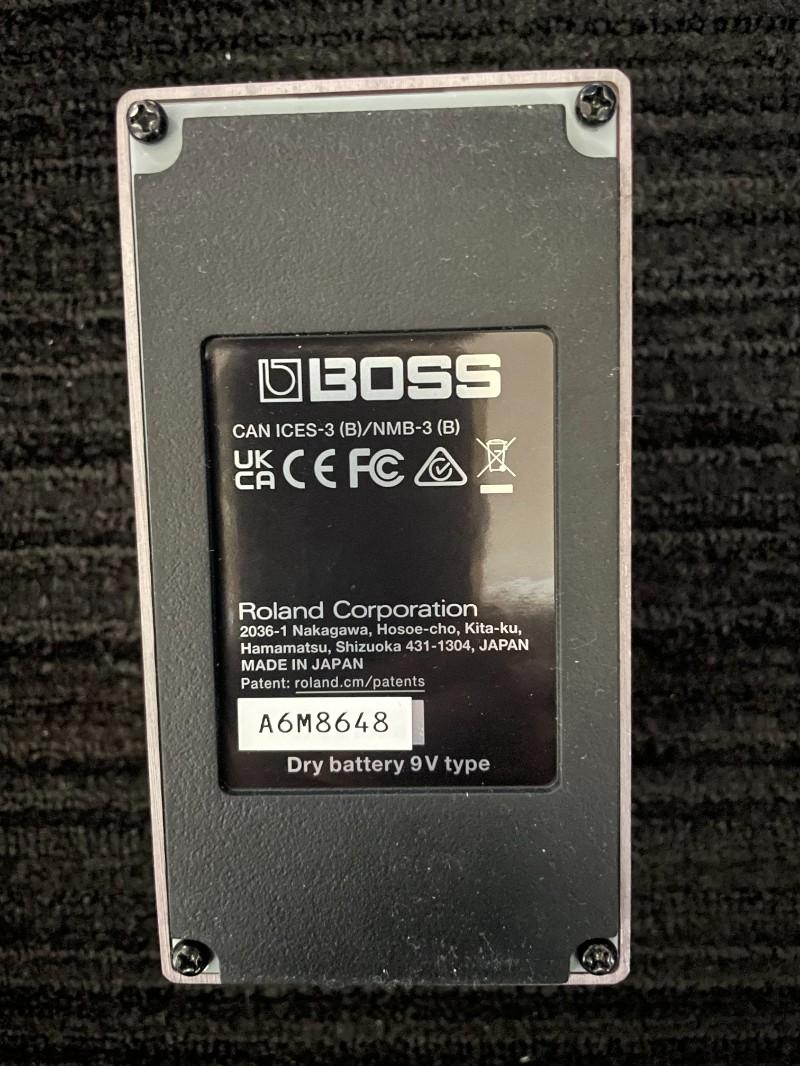 BOSS
CAN ICES-3 (B)/NMB-3 (B)
UK
CA CE FC
Roland Corporation
2036-1 Nakagawa, Hosoe-cho, Kita-ku,
Hamamatsu, Shizuoka 431-1304, JAPAN
MADE IN JAPAN
Patent: roland.cm/patents
A6M8648
Dry battery 9V type